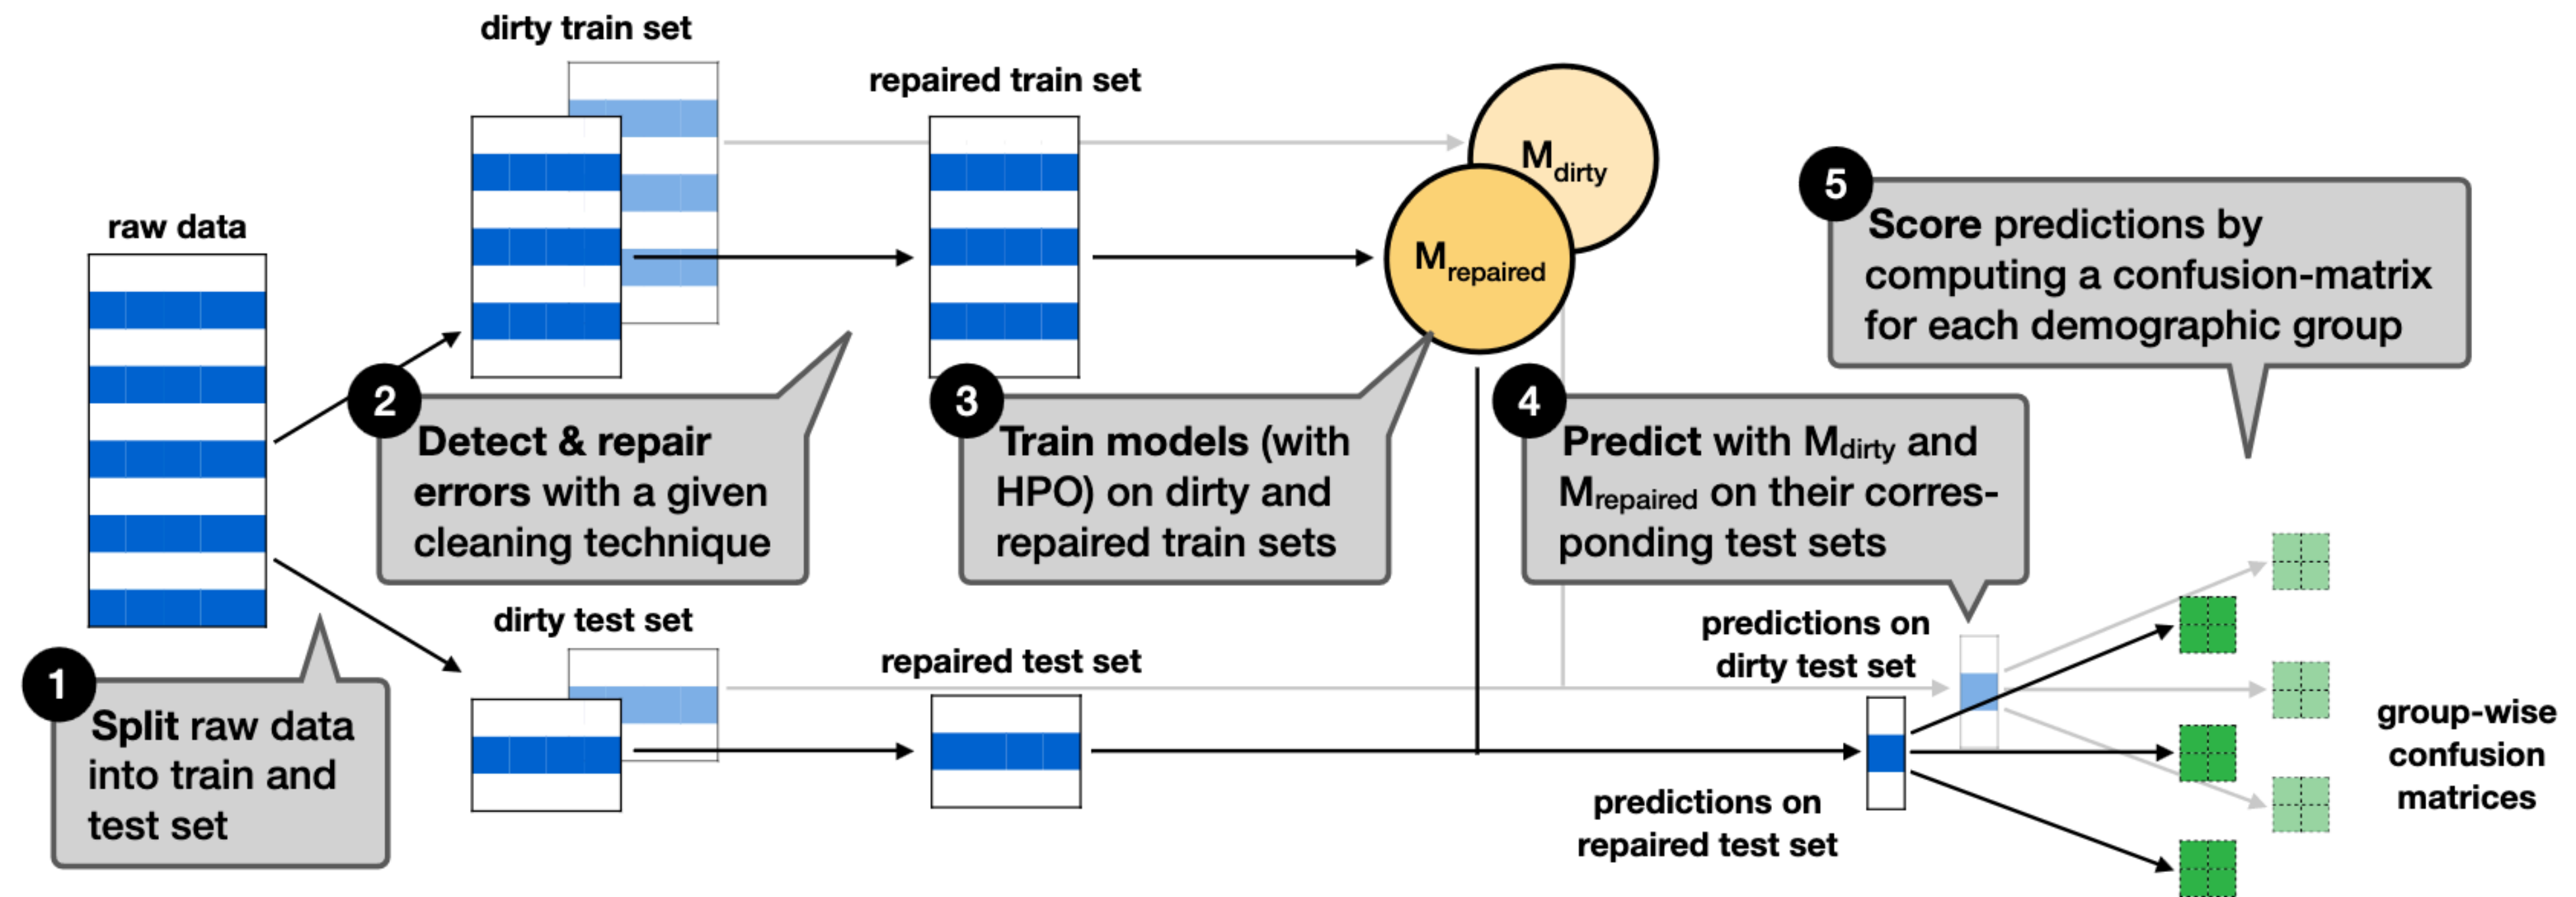 dirty train set
repaired train set
raw data
M dirty
M repaired
1
Split raw data
into train and
test set
2
Detect & repair
errors with a given
cleaning technique
3
Train models (with
HPO) on dirty and
repaired train sets
4
Predict with Mdirty and
Mrepaired on their corres-
ponding test sets
5
Score predictions by
computing a confusion-matrix
for each demographic group
dirty test set
repaired test set
predictions on
dirty test set
predictions on
repaired test set
group-wise
confusion
matrices